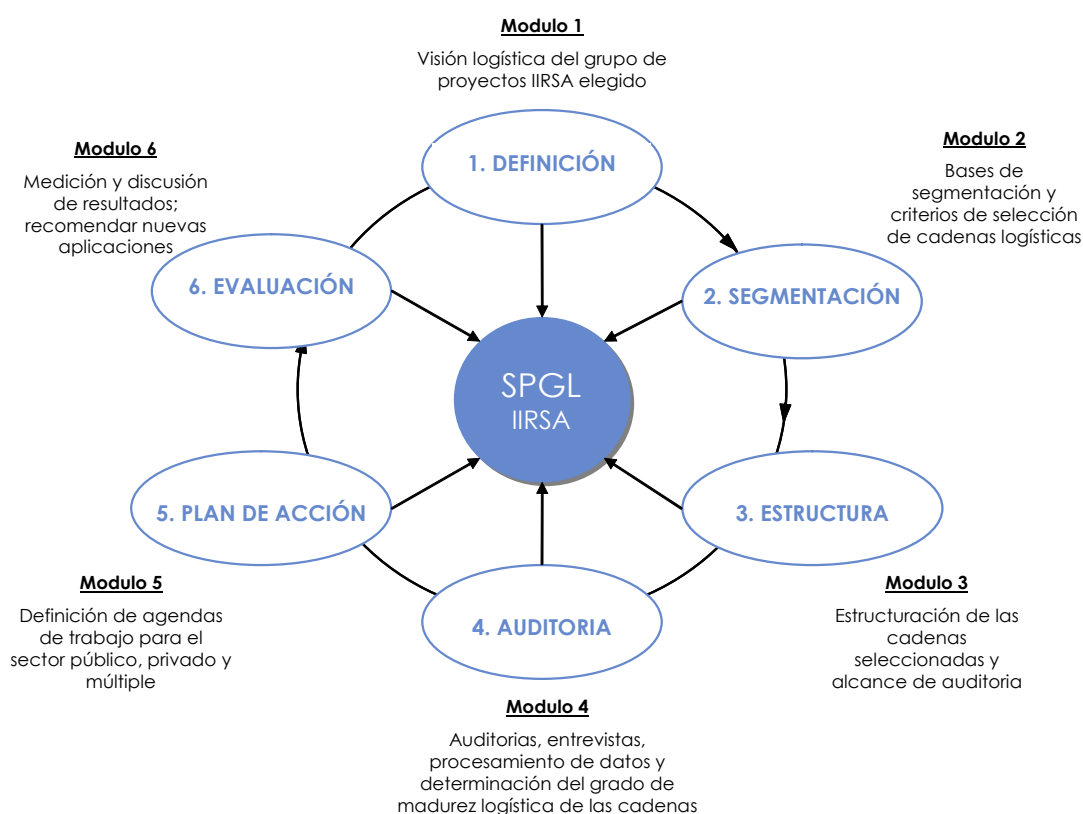 Modulo 1
Visión logística del grupo de
proyectos IIRSA elegido
1. DEFINICIÓN
Modulo 2
Bases de
segmentación y
criterios de selección
de cadenas logísticas
2. SEGMENTACIÓN
Modulo 6
Medición y discusión
de resultados;
recomendar nuevas
aplicaciones
6. EVALUACIÓN
SPGL
IIRSA
5. PLAN DE ACCIÓN
3. ESTRUCTURA
Modulo 5
Definición de agendas
de trabajo para el
sector público, privado y
múltiple
Modulo 3
Estructuración de las
cadenas
seleccionadas y
alcance de auditoria
4. AUDITORIA
Modulo 4
Auditorias, entrevistas,
procesamiento de datos y
determinación del grado de
madurez logística de las cadenas